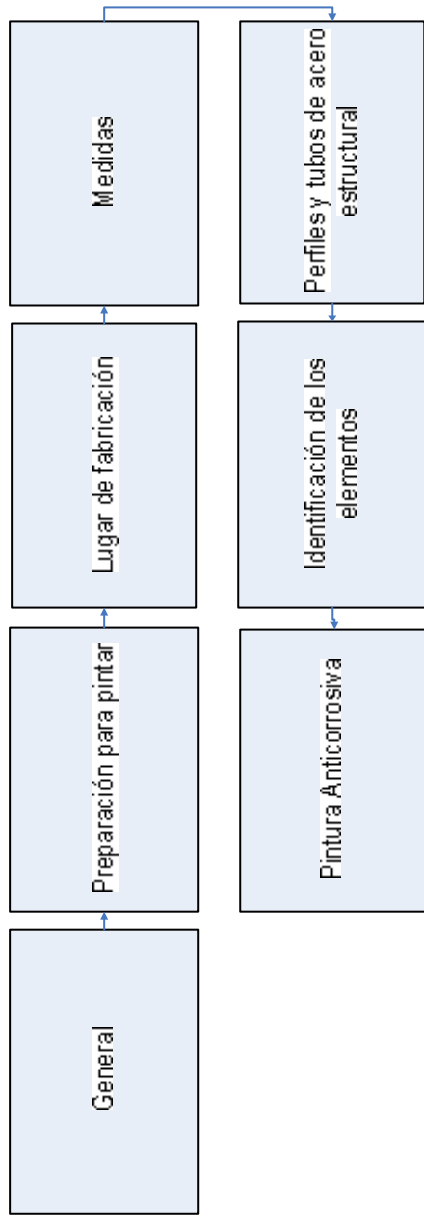 General
Preparación para pintar
Lugar de fabricación
Medidas
Perfiles y tubos de acero
estructural
Identificación de los
elementos
Pintura Anticorrosiva